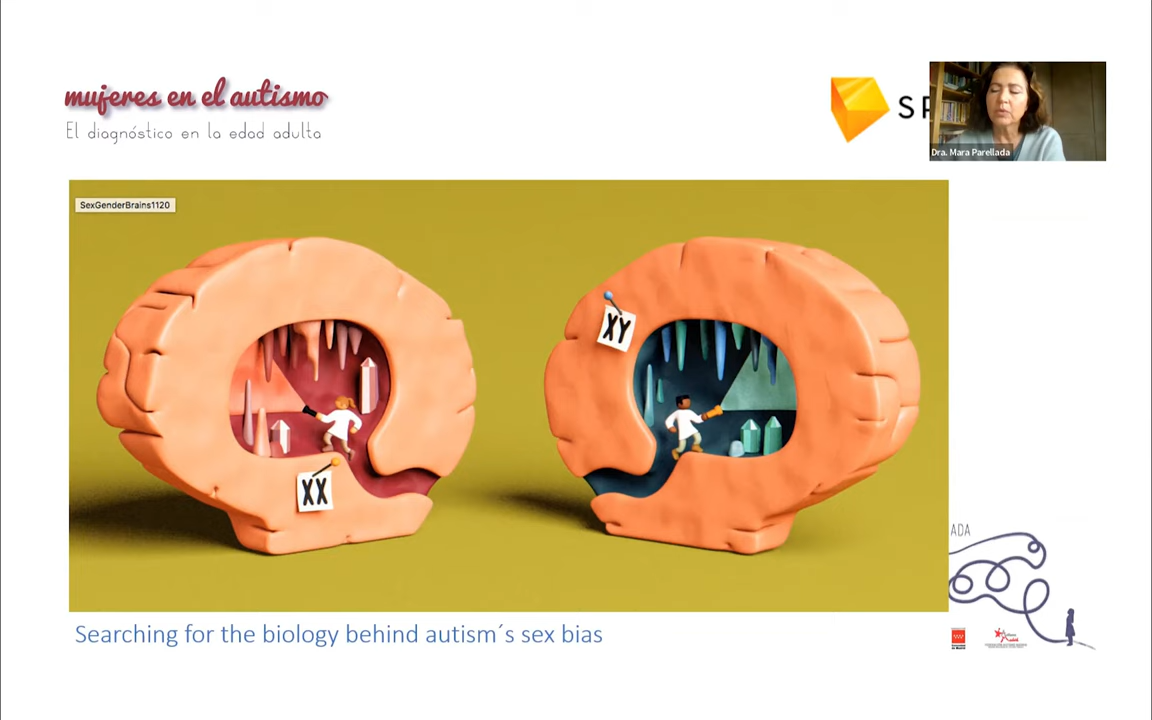 mujeres en el autismo
El diagnóstico en la edad adulta
Dra. Mara Parellada
SexGenderBrains1120
XY
XX
ADA
Searching for the biology behind autism´s sex bias